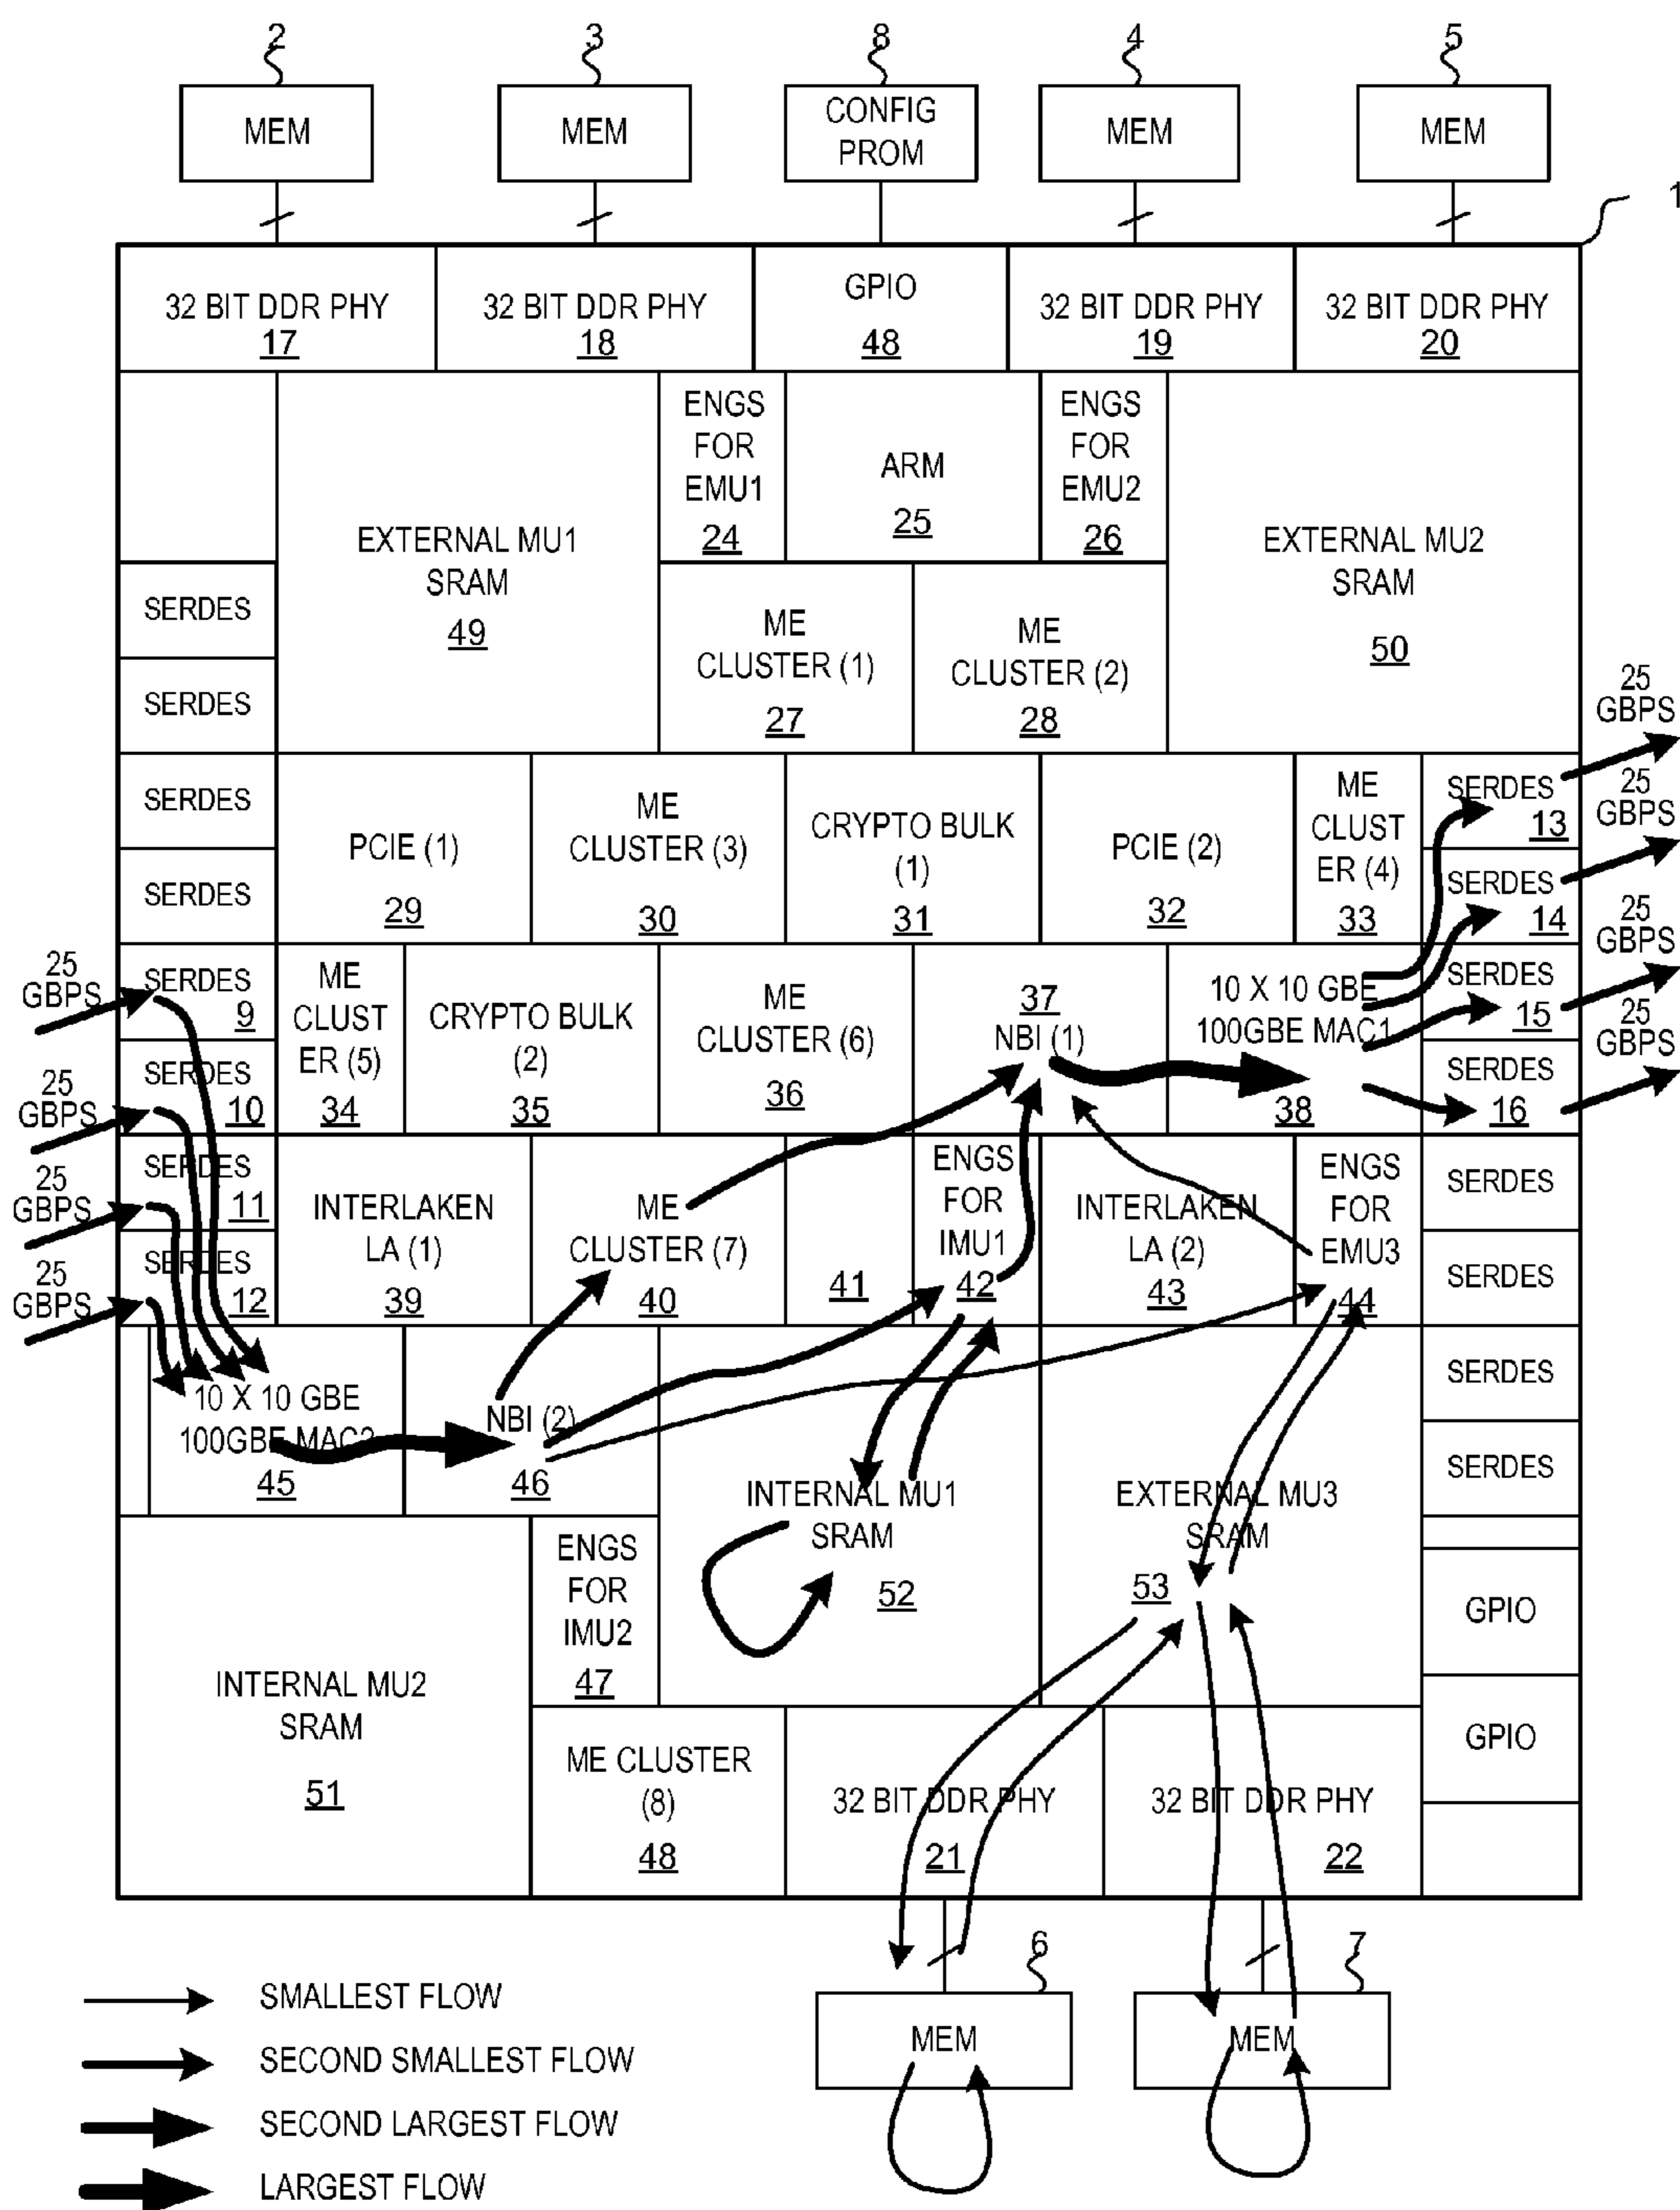 2
3
8
4
5
MEM
MEM
CONFIG
PROM
MEM
MEM
1
32 BIT DDR PHY
17
32 BIT DDR PHY
18
GPIO
48
32 BIT DDR PHY
19
32 BIT DDR PHY
20
EXTERNAL MU1
SRAM
49
ENGS
FOR
EMU1
24
ARM
25
ENGS
FOR
EMU2
26
EXTERNAL MU2
SRAM
50
SERDES
SERDES
ME
CLUSTER (1)
27
ME
CLUSTER (2)
28
SERDES
SERDES
PCIE (1)
29
ME
CLUSTER (3)
30
CRYPTO BULK
(1)
31
PCIE (2)
32
ME
CLUST
ER (4)
33
SERDES
13
SERDES
14
25
GBPS
25
GBPS
25
GBPS
25
GBPS
25
GBPS
25
GBPS
25
GBPS
25
GBPS
SERDES
9
SERDES
10
ME
CLUST
ER (5)
34
CRYPTO BULK
(2)
35
ME
CLUSTER (6)
36
37
NBI (1)
10 X 10 GBE
100GBE MAC1
38
SERDES
15
SERDES
16
SERDES
11
SERDES
12
INTERLAKEN
LA (1)
39
ME
CLUSTER (7)
40
41
ENGS
FOR
IMU1
42
INTERLAKEN
LA (2)
43
ENGS
FOR
EMU3
44
SERDES
SERDES
10 X 10 GBE
100GBE MAC2
45
NBI (2)
46
INTERNAL MU1
SRAM
52
EXTERNAL MU3
SRAM
53
SERDES
SERDES
GPIO
GPIO
INTERNAL MU2
SRAM
51
ENGS
FOR
IMU2
47
ME CLUSTER
(8)
48
32 BIT DDR PHY
21
32 BIT DDR PHY
22
6
7
MEM
MEM
SMALLEST FLOW
SECOND SMALLEST FLOW
SECOND LARGEST FLOW
LARGEST FLOW